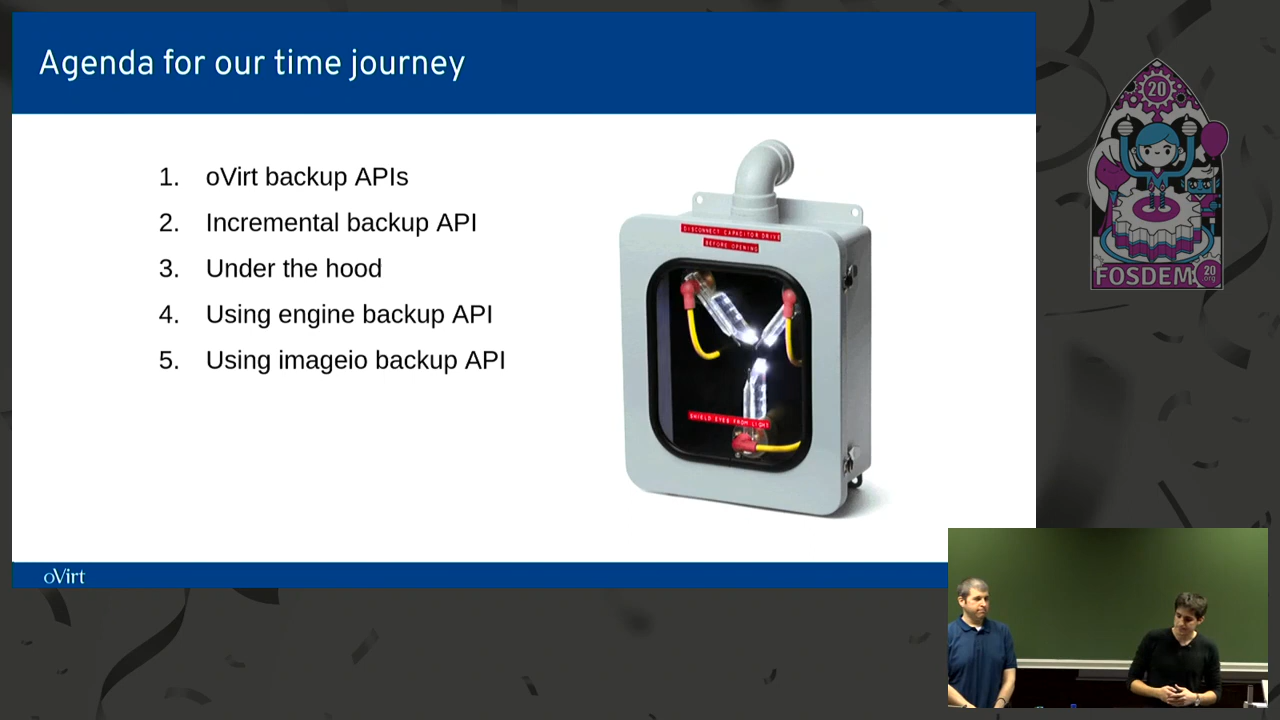 Agenda for our time journey
1. oVirt backup APIs
2. Incremental backup API
3. Under the hood
4. Using engine backup API
5. Using imageio backup API
DISCONNECT CAPACITOR DRIVE
BEFORE OPENING
SHIELD EYES FROM LIGHT
oVirt
20
FOSDEM 20
.org